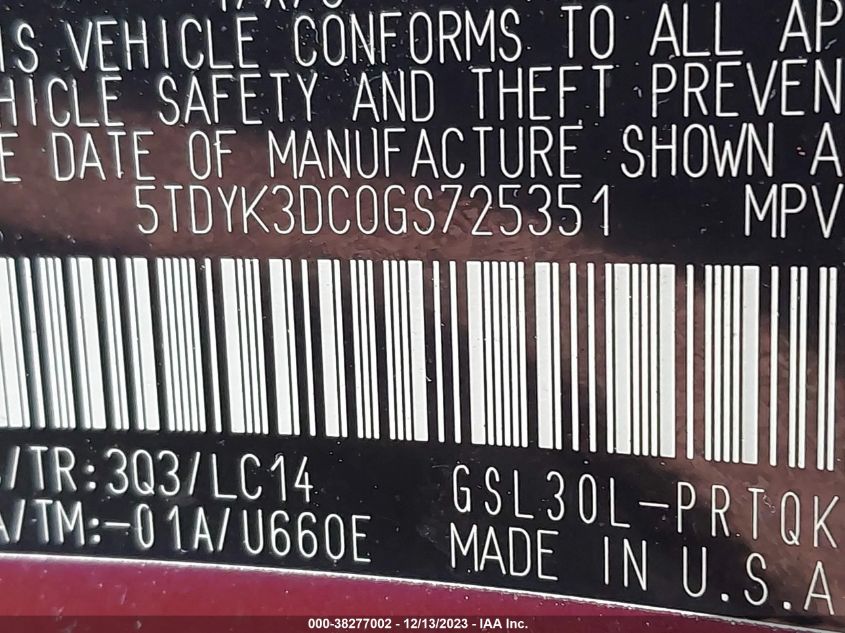 IS VEHICLE CONFORMS TO ALL AP
HICLE SAFETY AND THEFT PREVEN
E DATE OF MANUFACTURE SHOWN A
5TDYK3DC0GS725351 MPV
/TR:3Q3/LC14
A/TM:-01A/U660E
GSL30L-PRTQK
MADE IN U.S.A
000-38277002 - 12/13/2023 - IAA Inc.